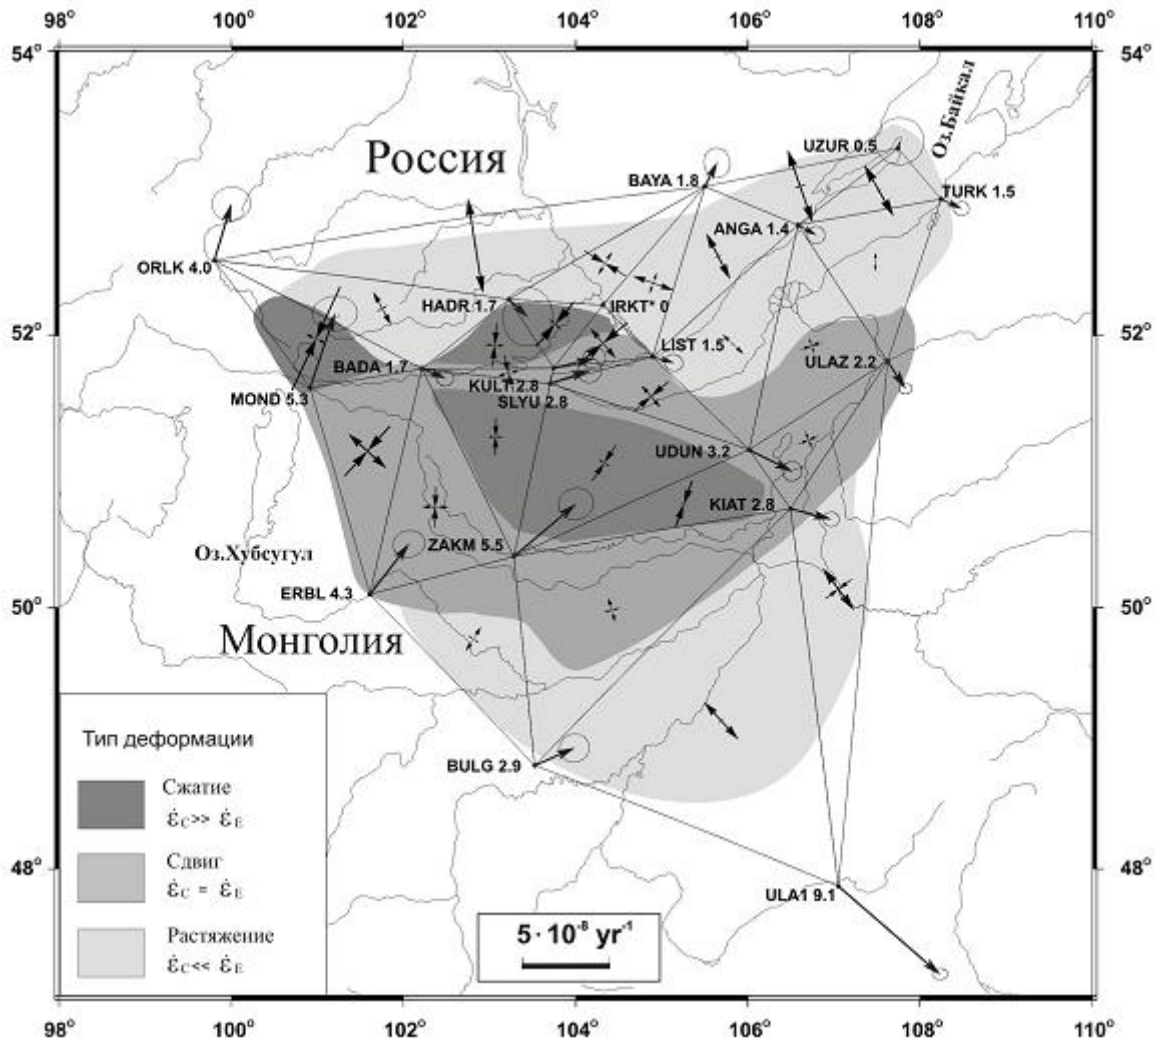 98° 100° 102° 104° 106° 108° 110°
54° 54°
Россия
Оз.Байкал
UZUR 0.5
BAYA 1.8
TURK 1.5
ANGA 1.4
ORLK 4.0
HADR 1.7
IRKT* 0
52° 52°
LIST 1.5
BADA 1.7
ULAZ 2.2
KULT 2.8
MOND 5.3
SLYU 2.8
UDUN 3.2
KIAT 2.8
ZAKM 5.5
Оз.Хубсугул
ERBL 4.3
50° 50°
Монголия
Тип деформации
BULG 2.9
Сжатие
ε̇C>> ε̇E
Сдвиг
ε̇C = ε̇E
48° 48°
ULA1 9.1
Растяжение
ε̇C<< ε̇E
5·10⁻⁸ yr⁻¹
98° 100° 102° 104° 106° 108° 110°